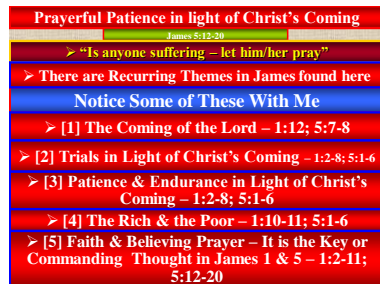 Prayerful Patience in light of Christ's Coming
James 5:12-20
➢ "Is anyone suffering – let him/her pray"
➢ There are Recurring Themes in James found here
Notice Some of These With Me
➢ [1] The Coming of the Lord – 1:12; 5:7-8
➢ [2] Trials in Light of Christ's Coming – 1:2-8; 5:1-6
➢ [3] Patience & Endurance in Light of Christ's
Coming – 1:2-8; 5:1-6
➢ [4] The Rich & the Poor – 1:10-11; 5:1-6
➢ [5] Faith & Believing Prayer – It is the Key or
Commanding Thought in James 1 & 5 – 1:2-11;
5:12-20